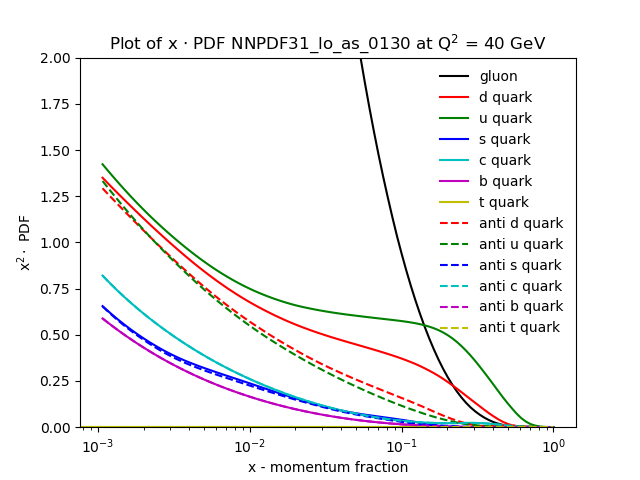 Plot of x · PDF NNPDF31_lo_as_0130 at Q² = 40 GeV
x² · PDF
2.00
1.75
1.50
1.25
1.00
0.75
0.50
0.25
0.00
gluon
d quark
u quark
s quark
c quark
b quark
t quark
anti d quark
anti u quark
anti s quark
anti c quark
anti b quark
anti t quark
10⁻³ 10⁻² 10⁻¹ 10⁰
x - momentum fraction